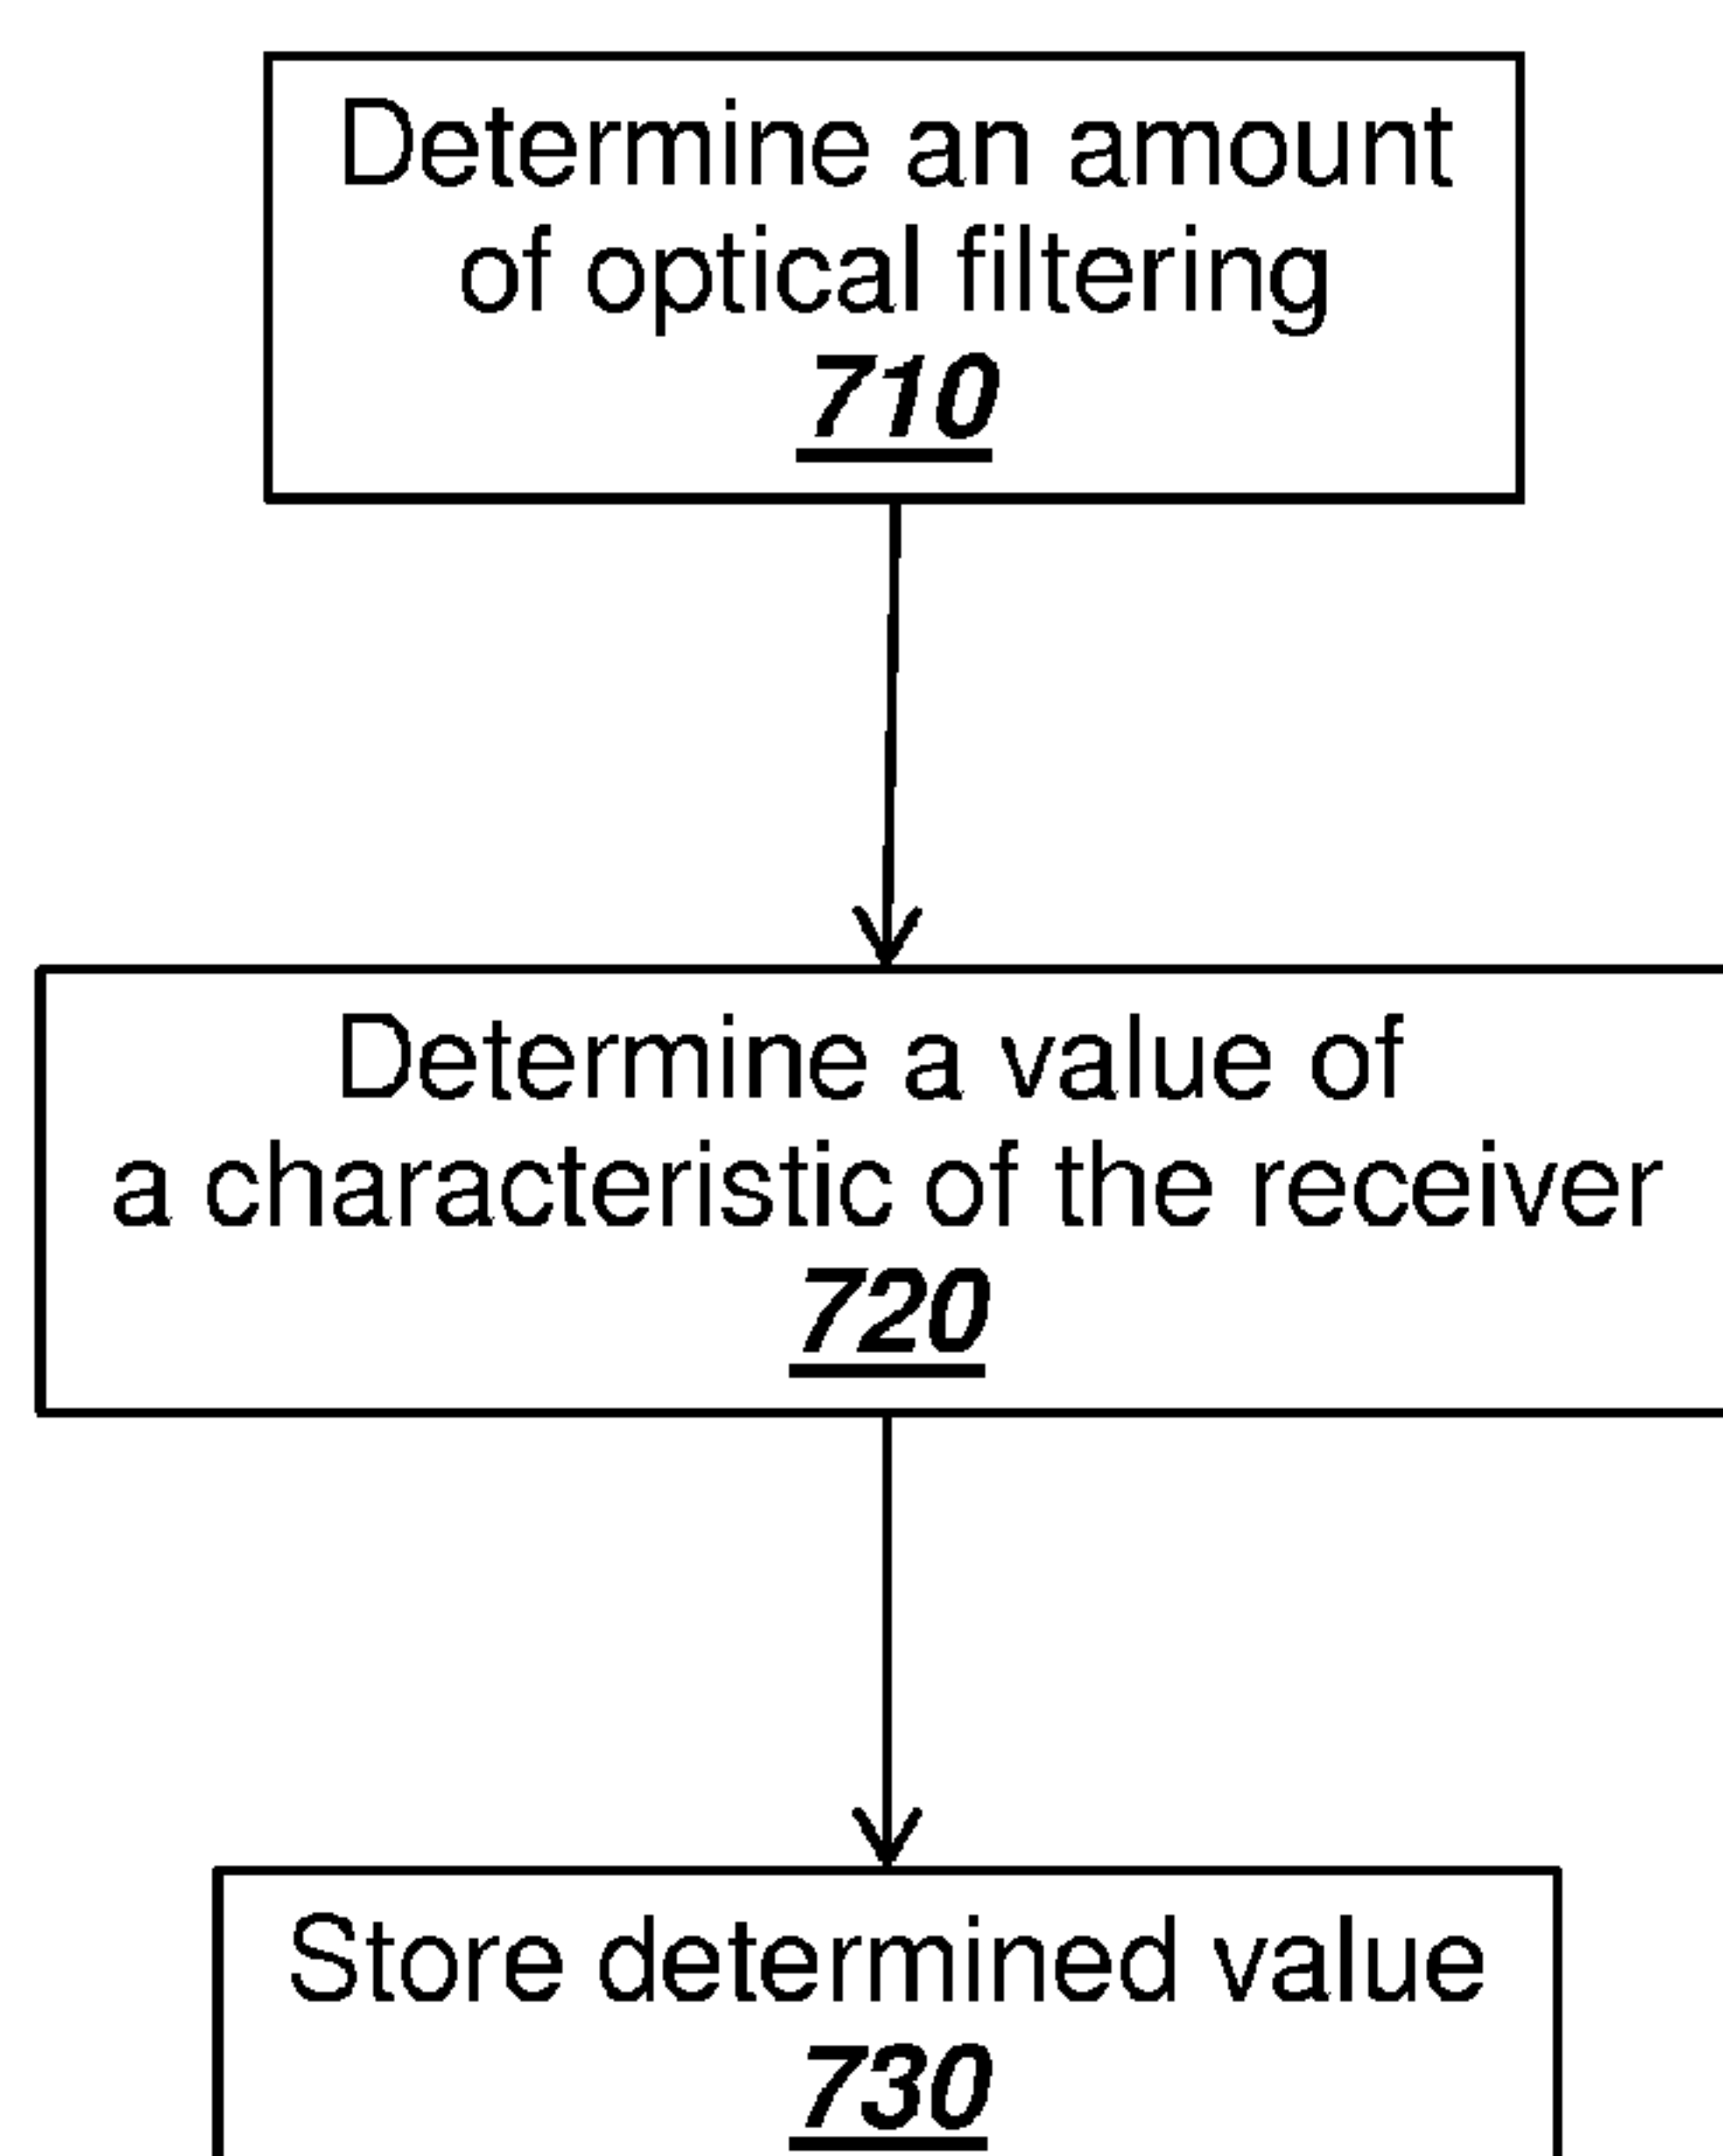 Determine an amount
of optical filtering
710
Determine a value of
a characteristic of the receiver
720
Store determined value
730